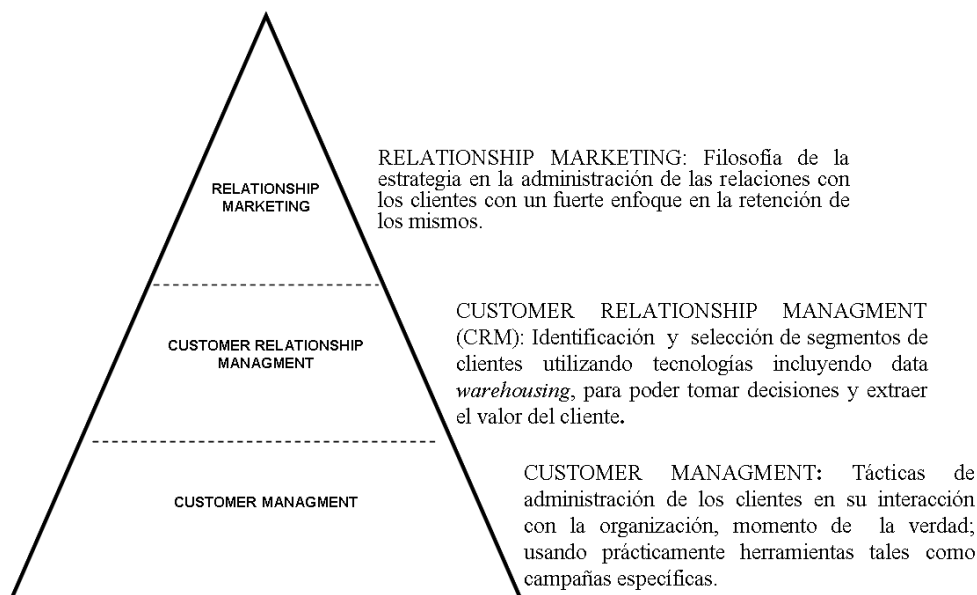 RELATIONSHIP
MARKETING
RELATIONSHIP MARKETING: Filosofía de la
estrategia en la administración de las relaciones con
los clientes con un fuerte enfoque en la retención de
los mismos.
CUSTOMER RELATIONSHIP
MANAGMENT
CUSTOMER RELATIONSHIP MANAGMENT
(CRM): Identificación y selección de segmentos de
clientes utilizando tecnologías incluyendo data
warehousing, para poder tomar decisiones y extraer
el valor del cliente.
CUSTOMER MANAGMENT
CUSTOMER MANAGMENT: Tácticas de
administración de los clientes en su interacción
con la organización, momento de la verdad;
usando prácticamente herramientas tales como
campañas específicas.